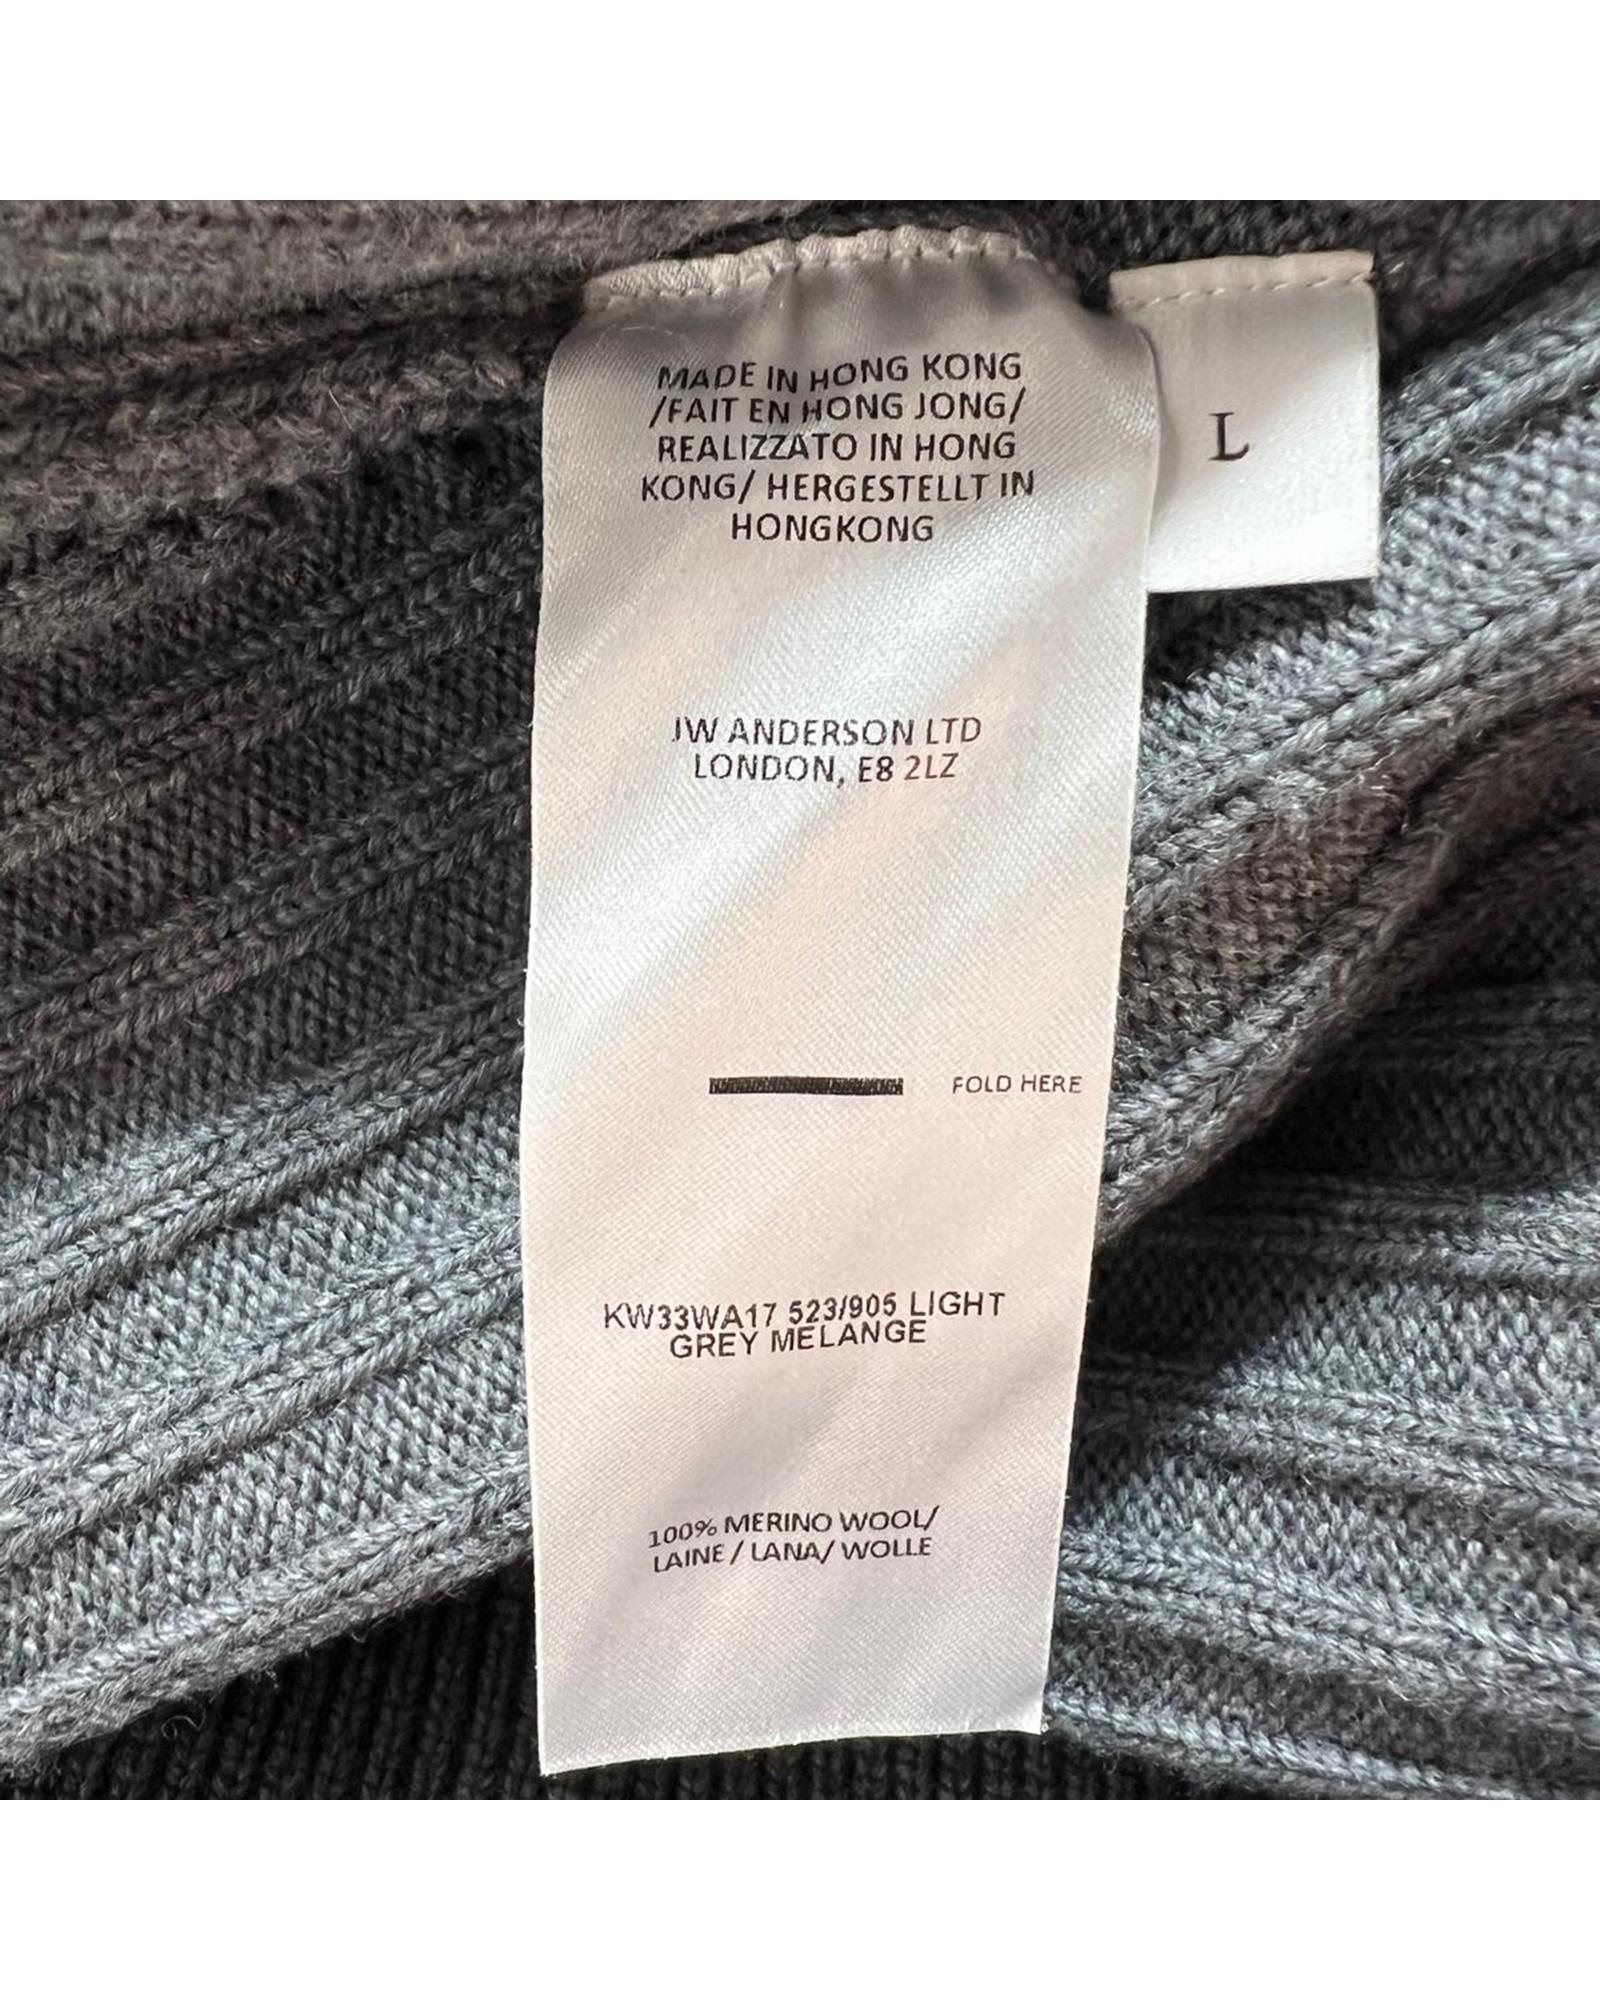 MADE IN HONG KONG
/FAIT EN HONG JONG/
REALIZZATO IN HONG
KONG/ HERGESTELLT IN
HONGKONG
L
JW ANDERSON LTD
LONDON, E8 2LZ
FOLD HERE
KW33WA17 523/905 LIGHT
GREY MELANGE
100% MERINO WOOL/
LAINE / LANA/ WOLLE